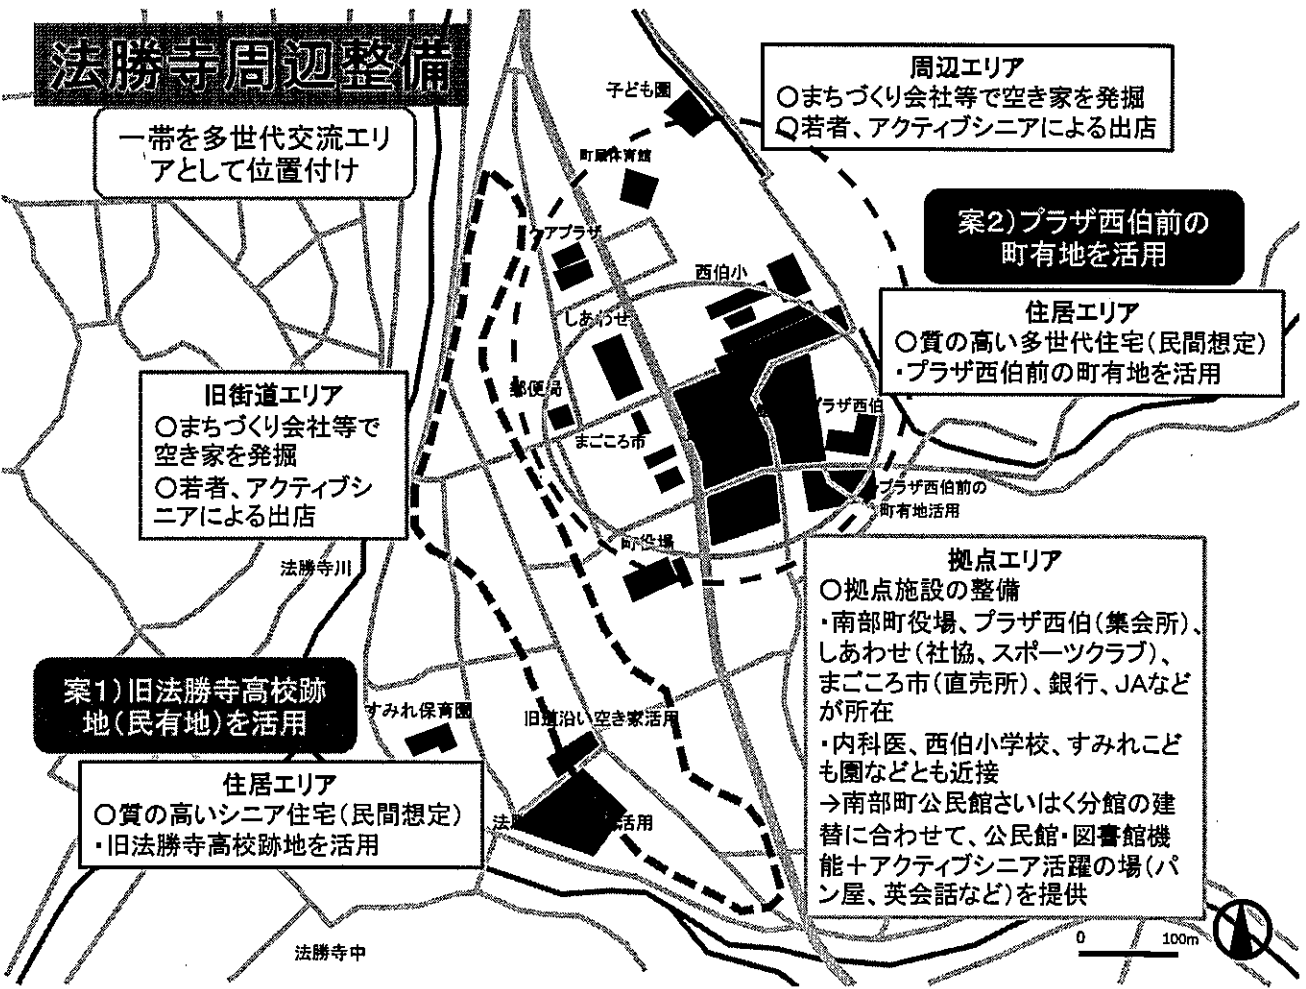 法勝寺周辺整備
一帯を多世代交流エリ
アとして位置付け
子ども園
町民体育館
周辺エリア
○まちづくり会社等で空き家を発掘
○若者、アクティブシニアによる出店
案2)プラザ西伯前の
町有地を活用
住居エリア
○質の高い多世代住宅(民間想定)
・プラザ西伯前の町有地を活用
アプラザ
西伯小
しあわせ
郵便局
まごころ市
プラザ西伯
プラザ西伯前の
町有地活用
町役場
旧街道エリア
○まちづくり会社等で
空き家を発掘
○若者、アクティブシ
ニアによる出店
法勝寺川
拠点エリア
○拠点施設の整備
・南部町役場、プラザ西伯(集会所)、
しあわせ(社協、スポーツクラブ)、
まごころ市(直売所)、銀行、JAなど
が所在
・内科医、西伯小学校、すみれこど
も園などとも近接
→南部町公民館さいはく分館の建
替に合わせて、公民館・図書館機
能+アクティブシニア活躍の場(パ
ン屋、英会話など)を提供
案1)旧法勝寺高校跡
地(民有地)を活用
すみれ保育園
旧道沿い空き家活用
住居エリア
○質の高いシニア住宅(民間想定)
・旧法勝寺高校跡地を活用
法
活用
法勝寺中
0 100m